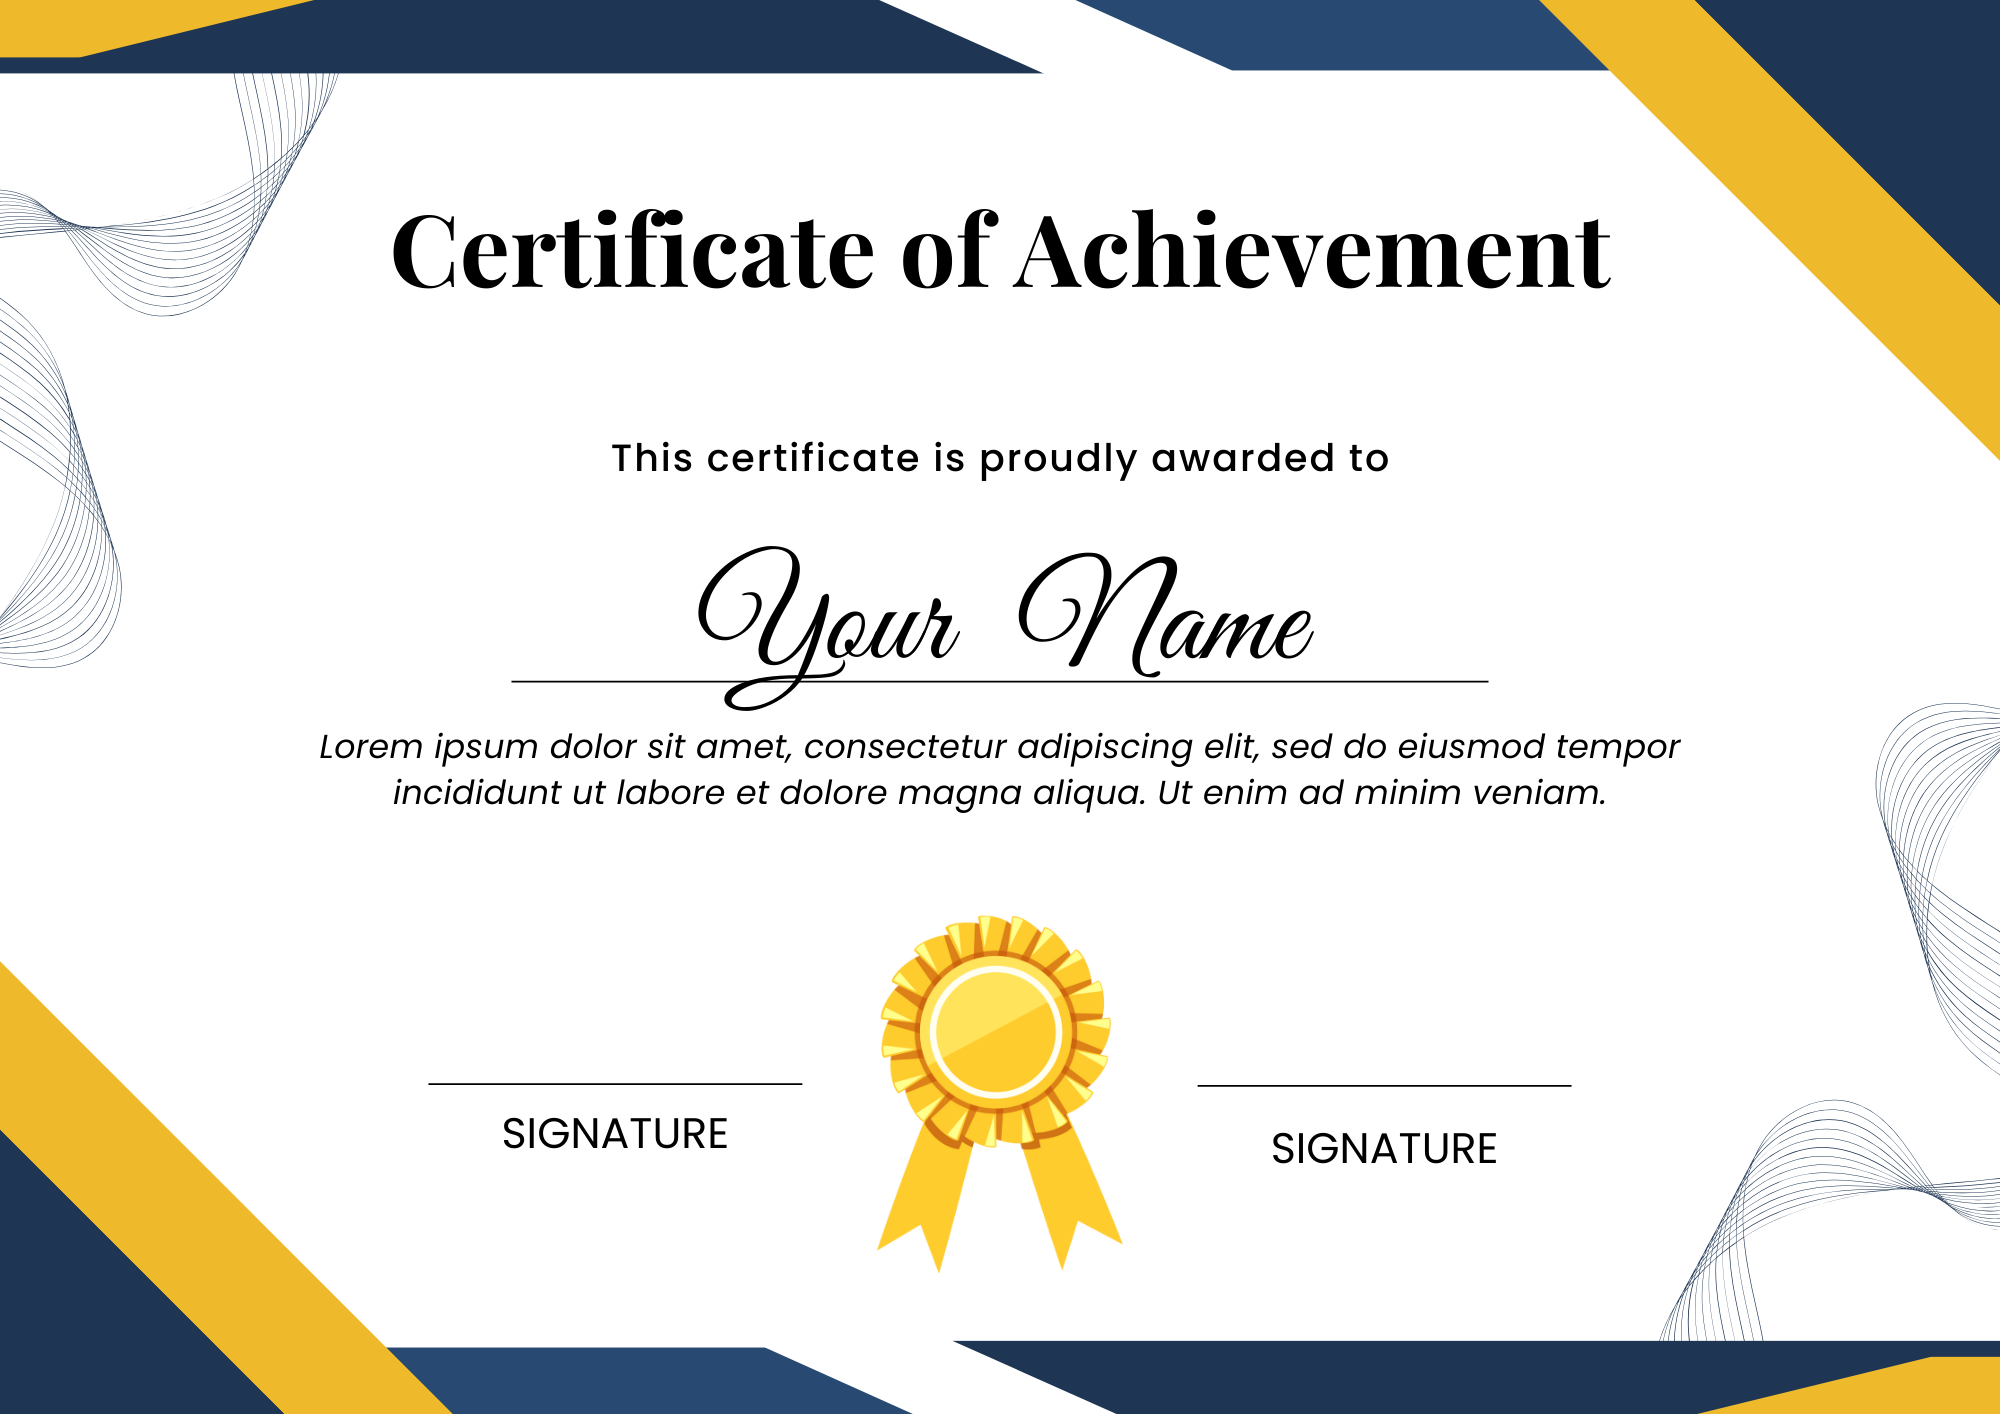 Certificate of Achievement
This certificate is proudly awarded to
Your Name
Lorem ipsum dolor sit amet, consectetur adipiscing elit, sed do eiusmod tempor
incididunt ut labore et dolore magna aliqua. Ut enim ad minim veniam.
SIGNATURE
SIGNATURE